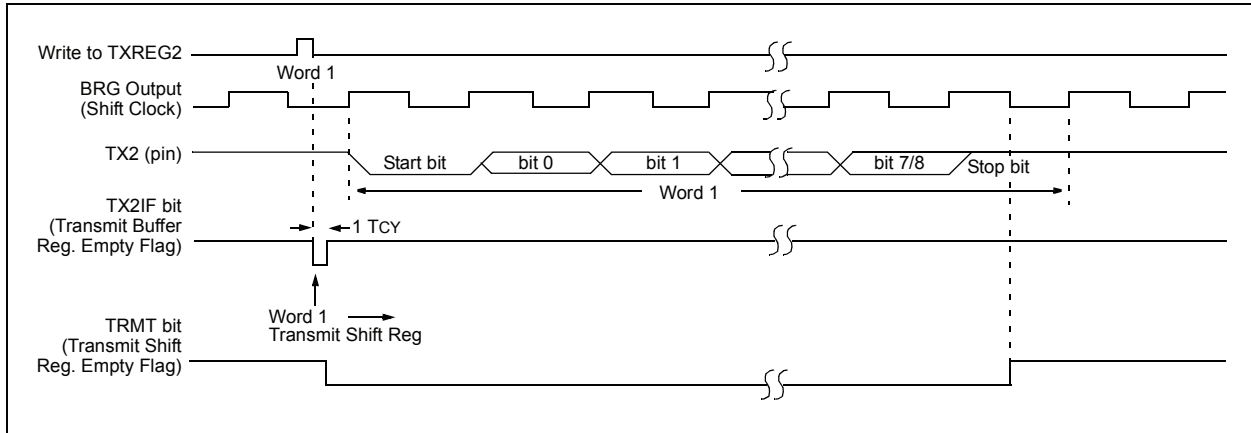 Write to TXREG2
Word 1
BRG Output
(Shift Clock)
TX2 (pin)
Start bit
bit 0
bit 1
bit 7/8
Stop bit
Word 1
TX2IF bit
(Transmit Buffer
Reg. Empty Flag)
1 TCY
Word 1
Transmit Shift Reg
TRMT bit
(Transmit Shift
Reg. Empty Flag)